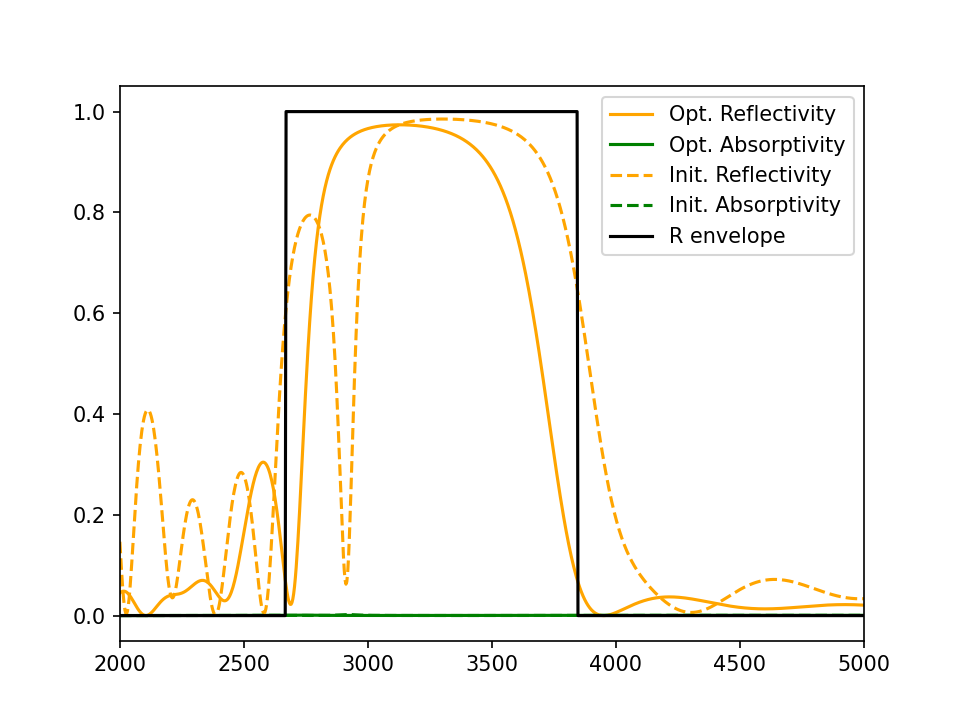 1.0
0.8
0.6
0.4
0.2
0.0
2000 2500 3000 3500 4000 4500 5000
Opt. Reflectivity
Opt. Absorptivity
Init. Reflectivity
Init. Absorptivity
R envelope